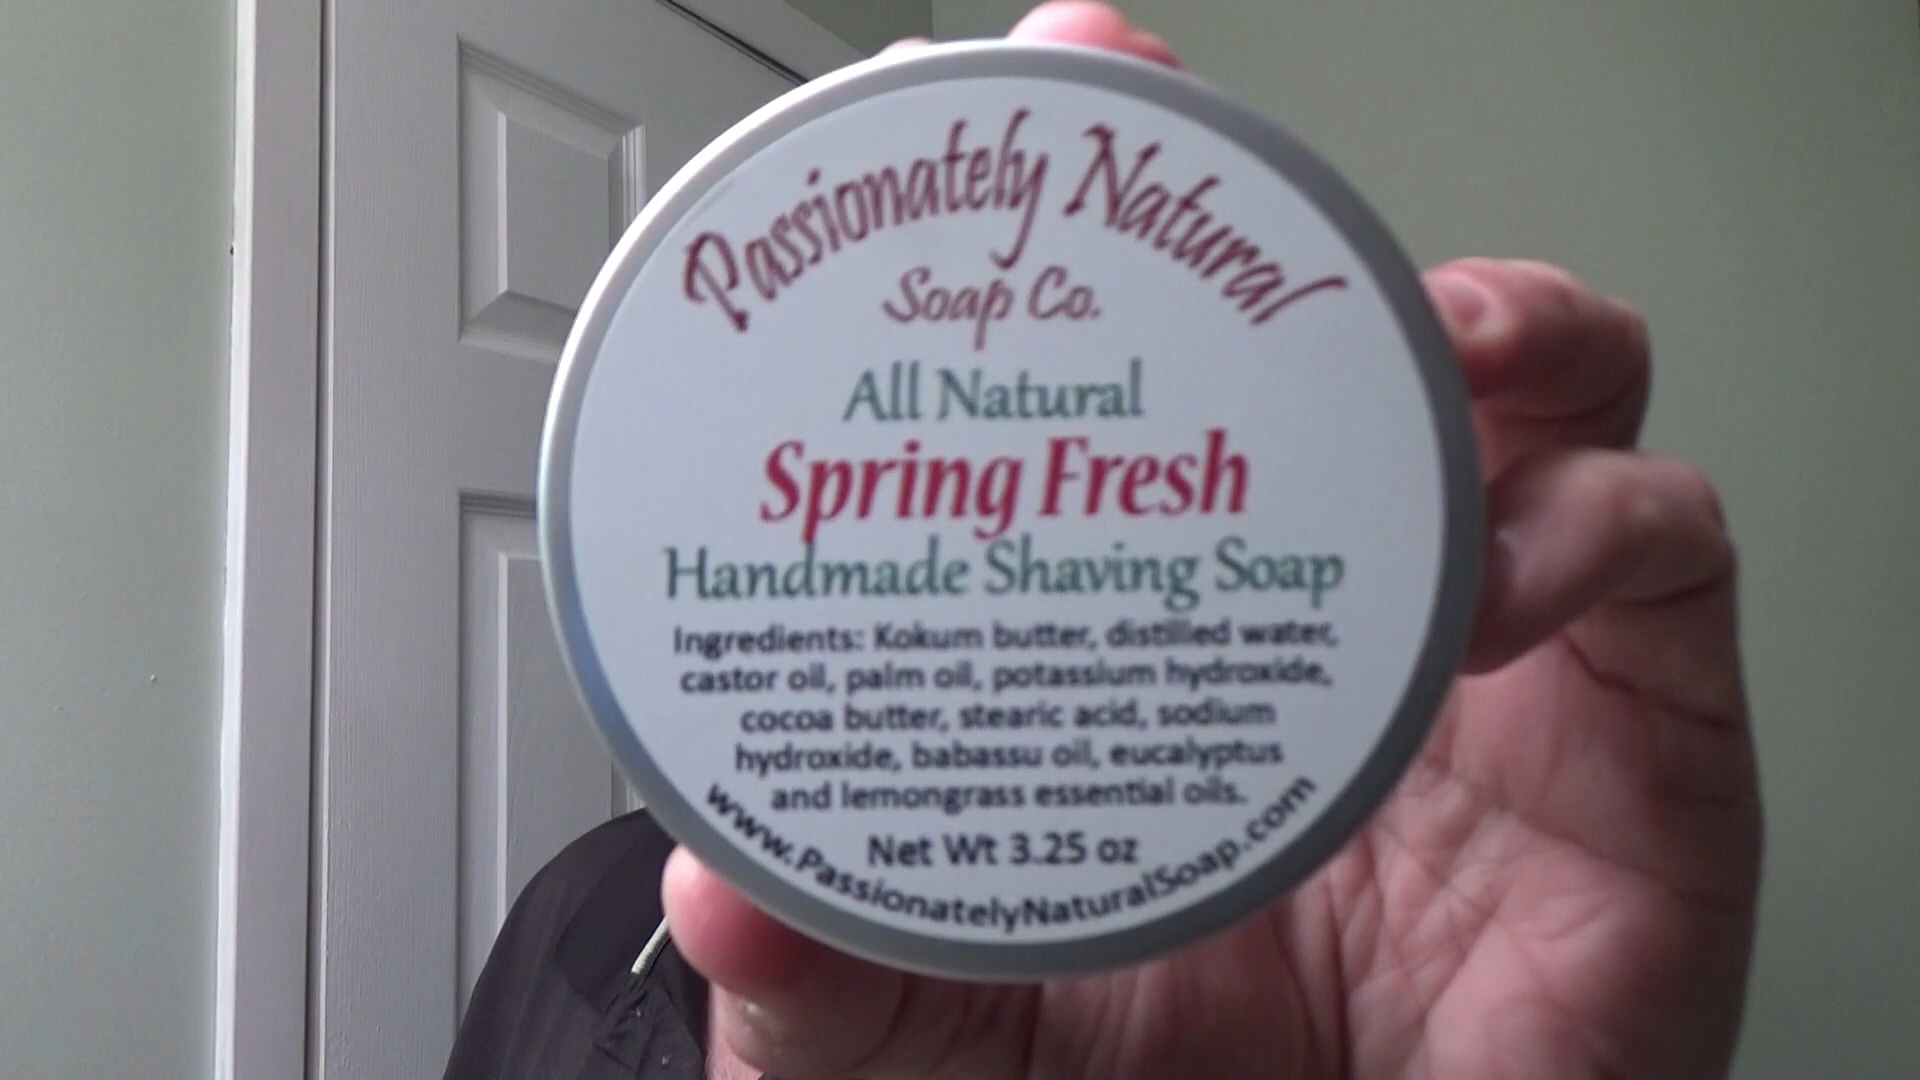 Passionately Natural
Soap Co.
All Natural
Spring Fresh
Handmade Shaving Soap
Ingredients: Kokum butter, distilled water,
castor oil, palm oil, potassium hydroxide,
cocoa butter, stearic acid, sodium
hydroxide, babassu oil, eucalyptus
and lemongrass essential oils.
Net Wt 3.25 oz
www.PassionatelyNaturalSoap.com